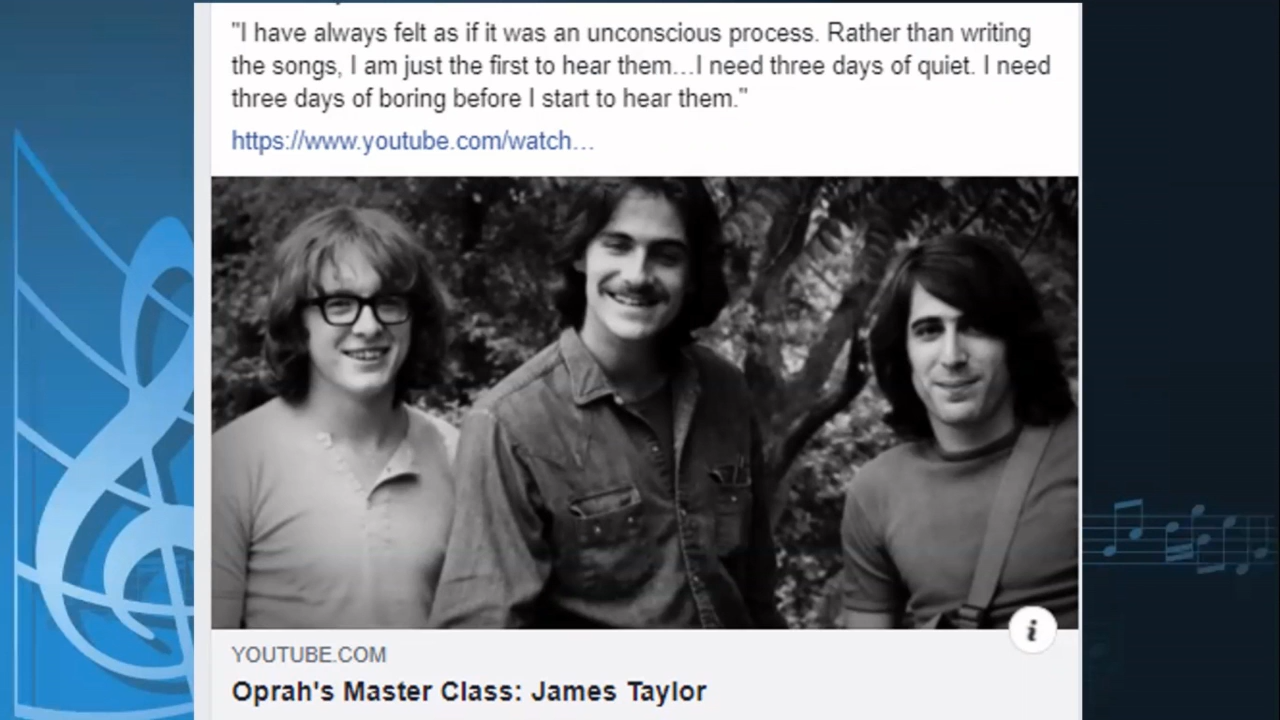 "I have always felt as if it was an unconscious process. Rather than writing
the songs, I am just the first to hear them...I need three days of quiet. I need
three days of boring before I start to hear them."
https://www.youtube.com/watch...
i
YOUTUBE.COM
Oprah's Master Class: James Taylor